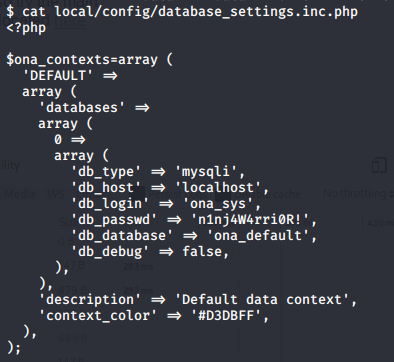 $ cat local/config/database_settings.inc.php
<?php
$ona_contexts=array (
'DEFAULT' =>
array (
'databases' =>
array (
0 =>
array (
'db_type' => 'mysqli',
'db_host' => 'localhost',
'db_login' => 'ona_sys',
'db_passwd' => 'n1nj4W4rri0R!',
'db_database' => 'ona_default',
'db_debug' => false,
),
),
'description' => 'Default data context',
'context_color' => '#D3DBFF',
),
);